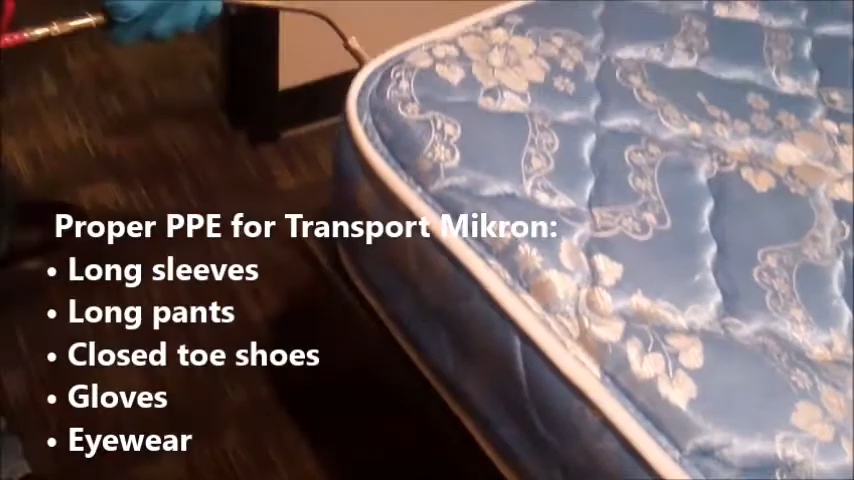 Proper PPE for Transport Mikron:
• Long sleeves
• Long pants
• Closed toe shoes
• Gloves
• Eyewear